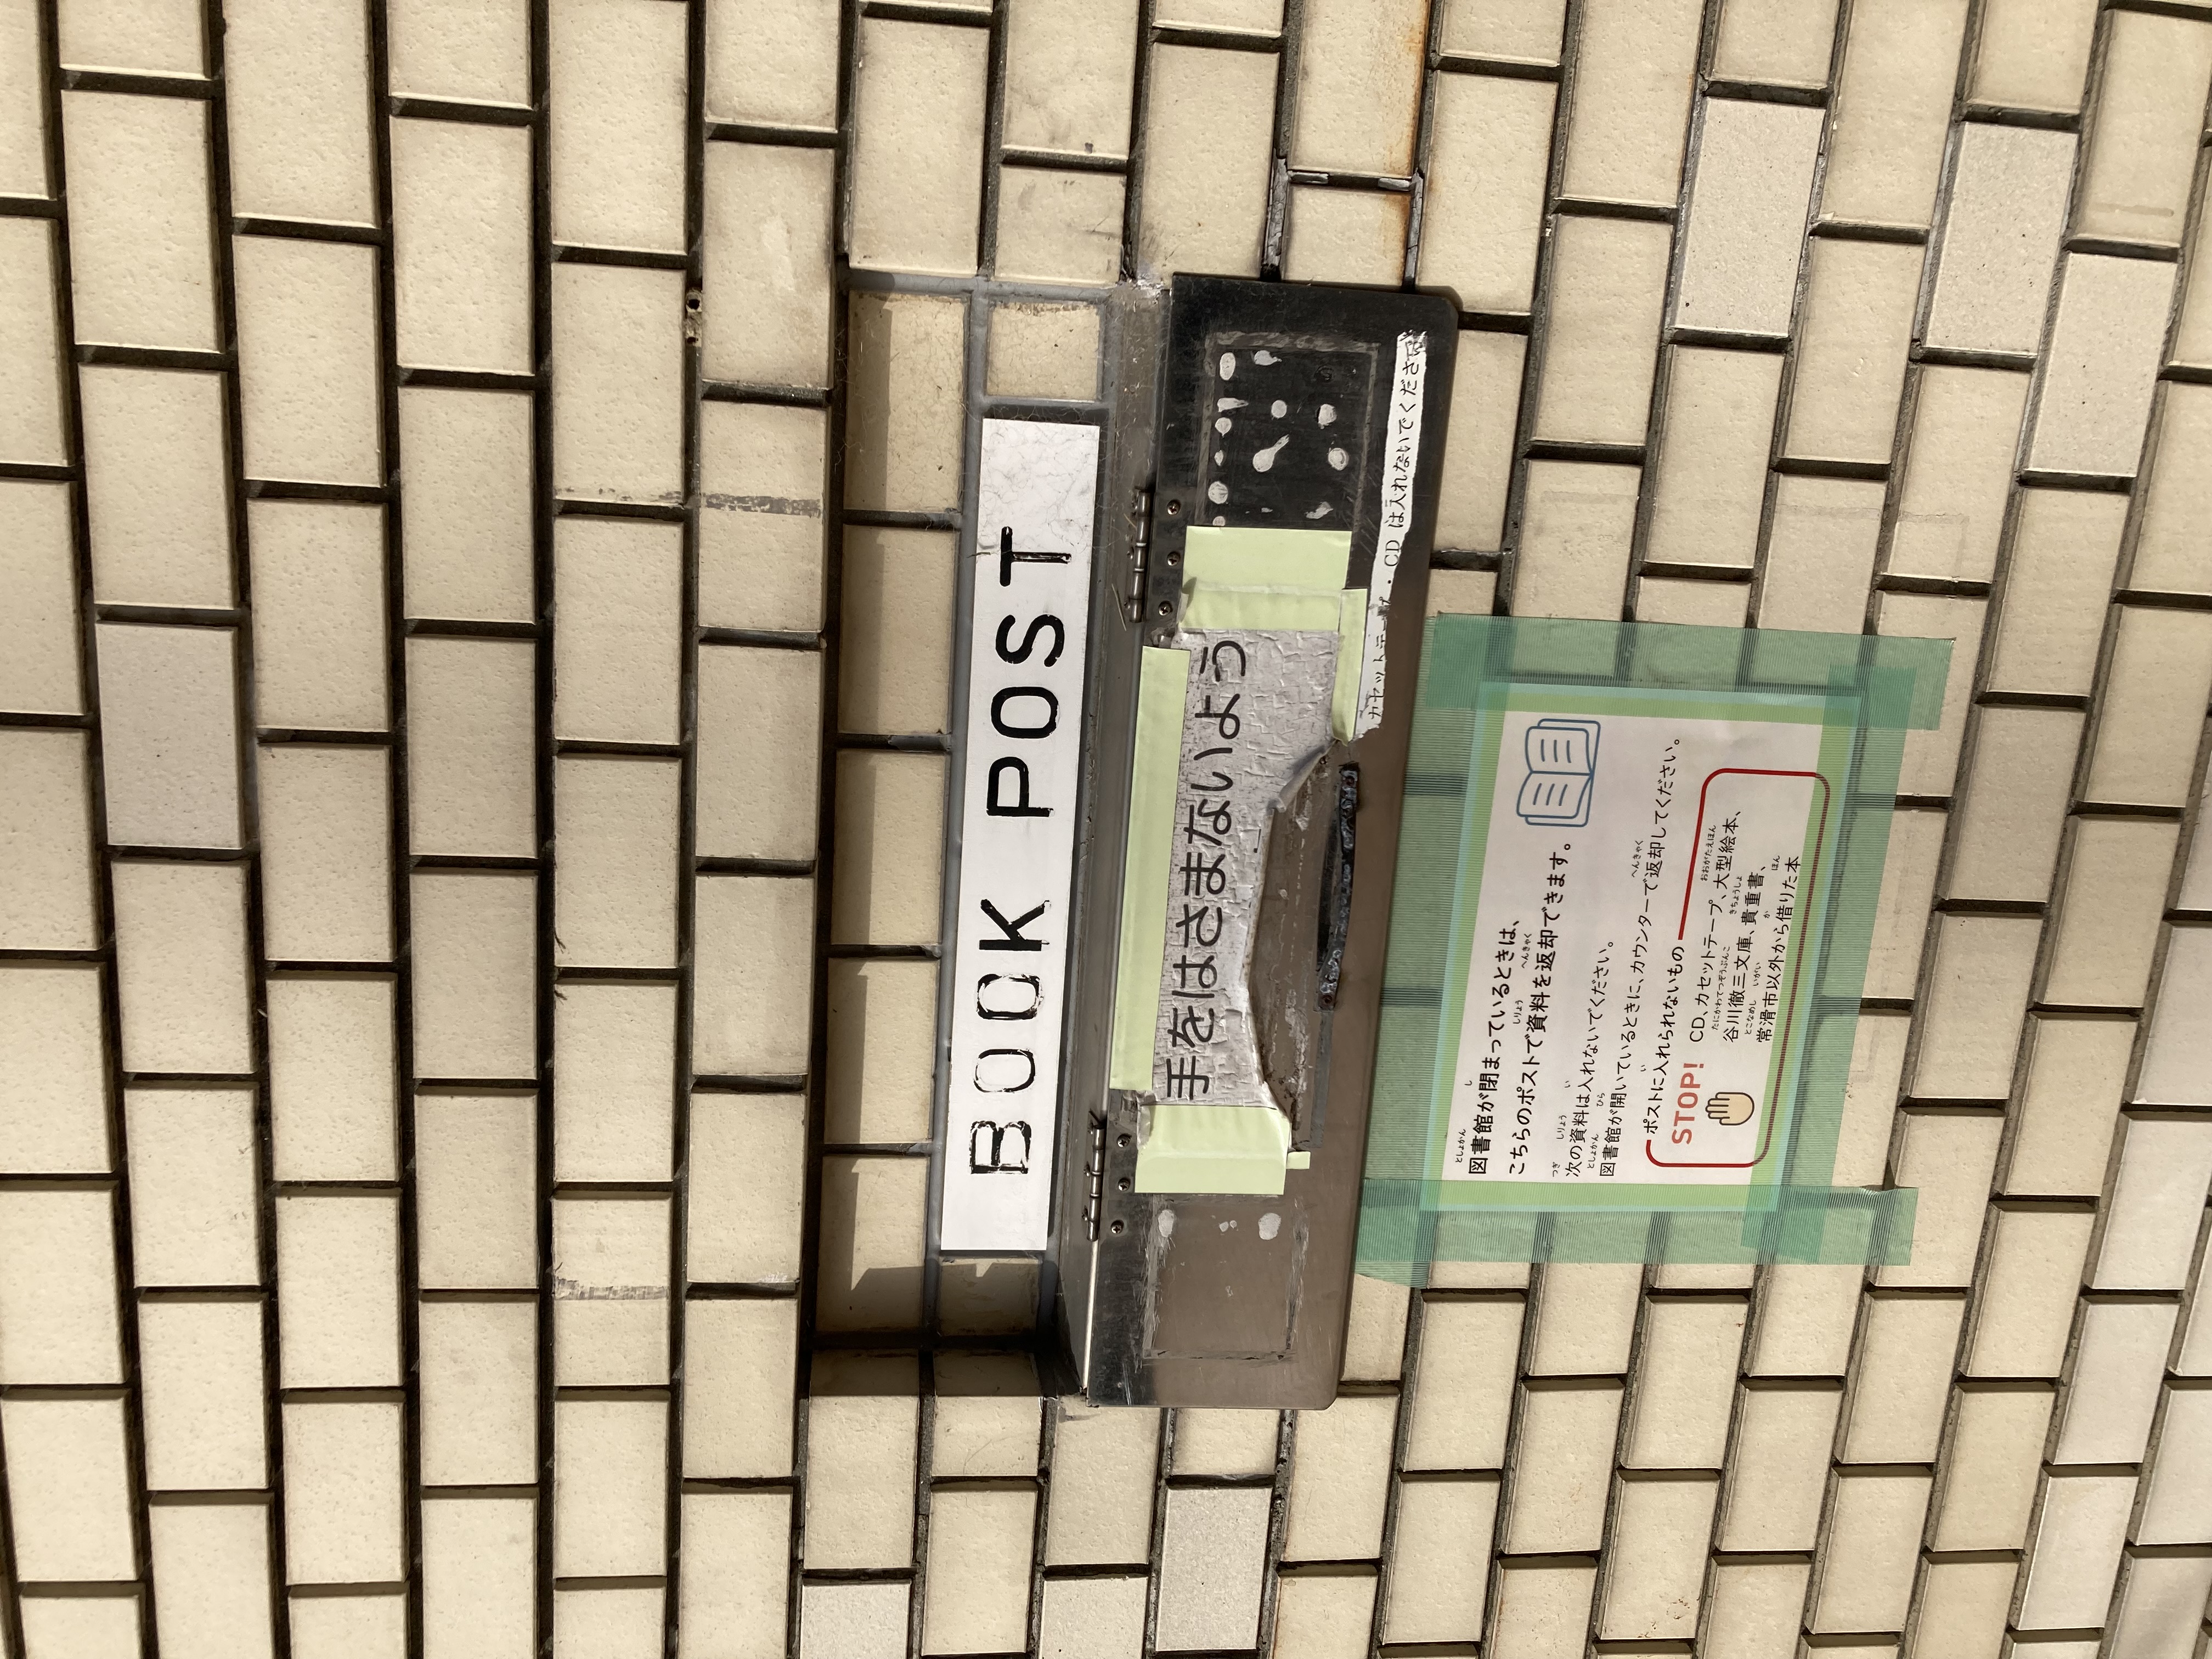 BOOK POST
手をはさまないよう
カセットテープ・CDは入れないでください
図書館が閉まっているときは、
こちらのポストで資料を返却できます。
次の資料は入れないでください。
図書館が開いているときに、カウンターで返却してください。
ポストに入れられないもの
STOP!
CD、カセットテープ、大型絵本、
谷川徹三文庫、貴重書、
常滑市以外から借りた本